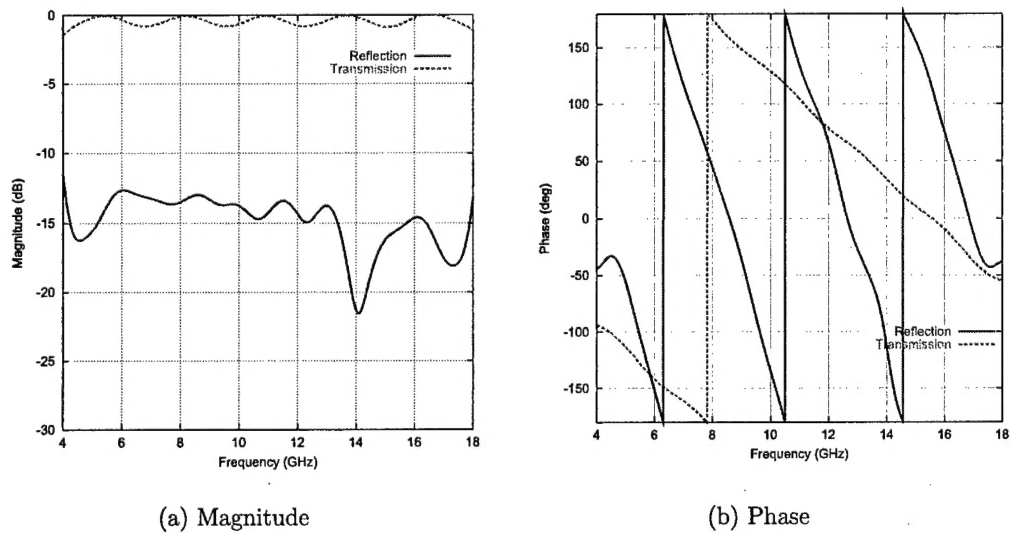 0
-5
-10
-15
-20
-25
-30
Magnitude (dB)
Reflection
Transmission
4 6 8 10 12 14 16 18
Frequency (GHz)
(a) Magnitude
150
100
50
0
-50
-100
-150
Phase (deg)
Reflection
Transmission
4 6 8 10 12 14 16 18
Frequency (GHz)
(b) Phase